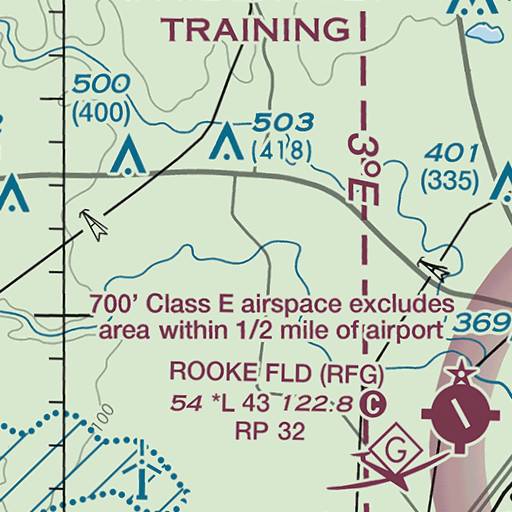 TRAINING
500
(400)
503
(418)
3°E
401
(335)
700' Class E airspace excludes
area within 1/2 mile of airport
369
ROOKE FLD (RFG)
54 *L 43 122.8 C
RP 32
G
100